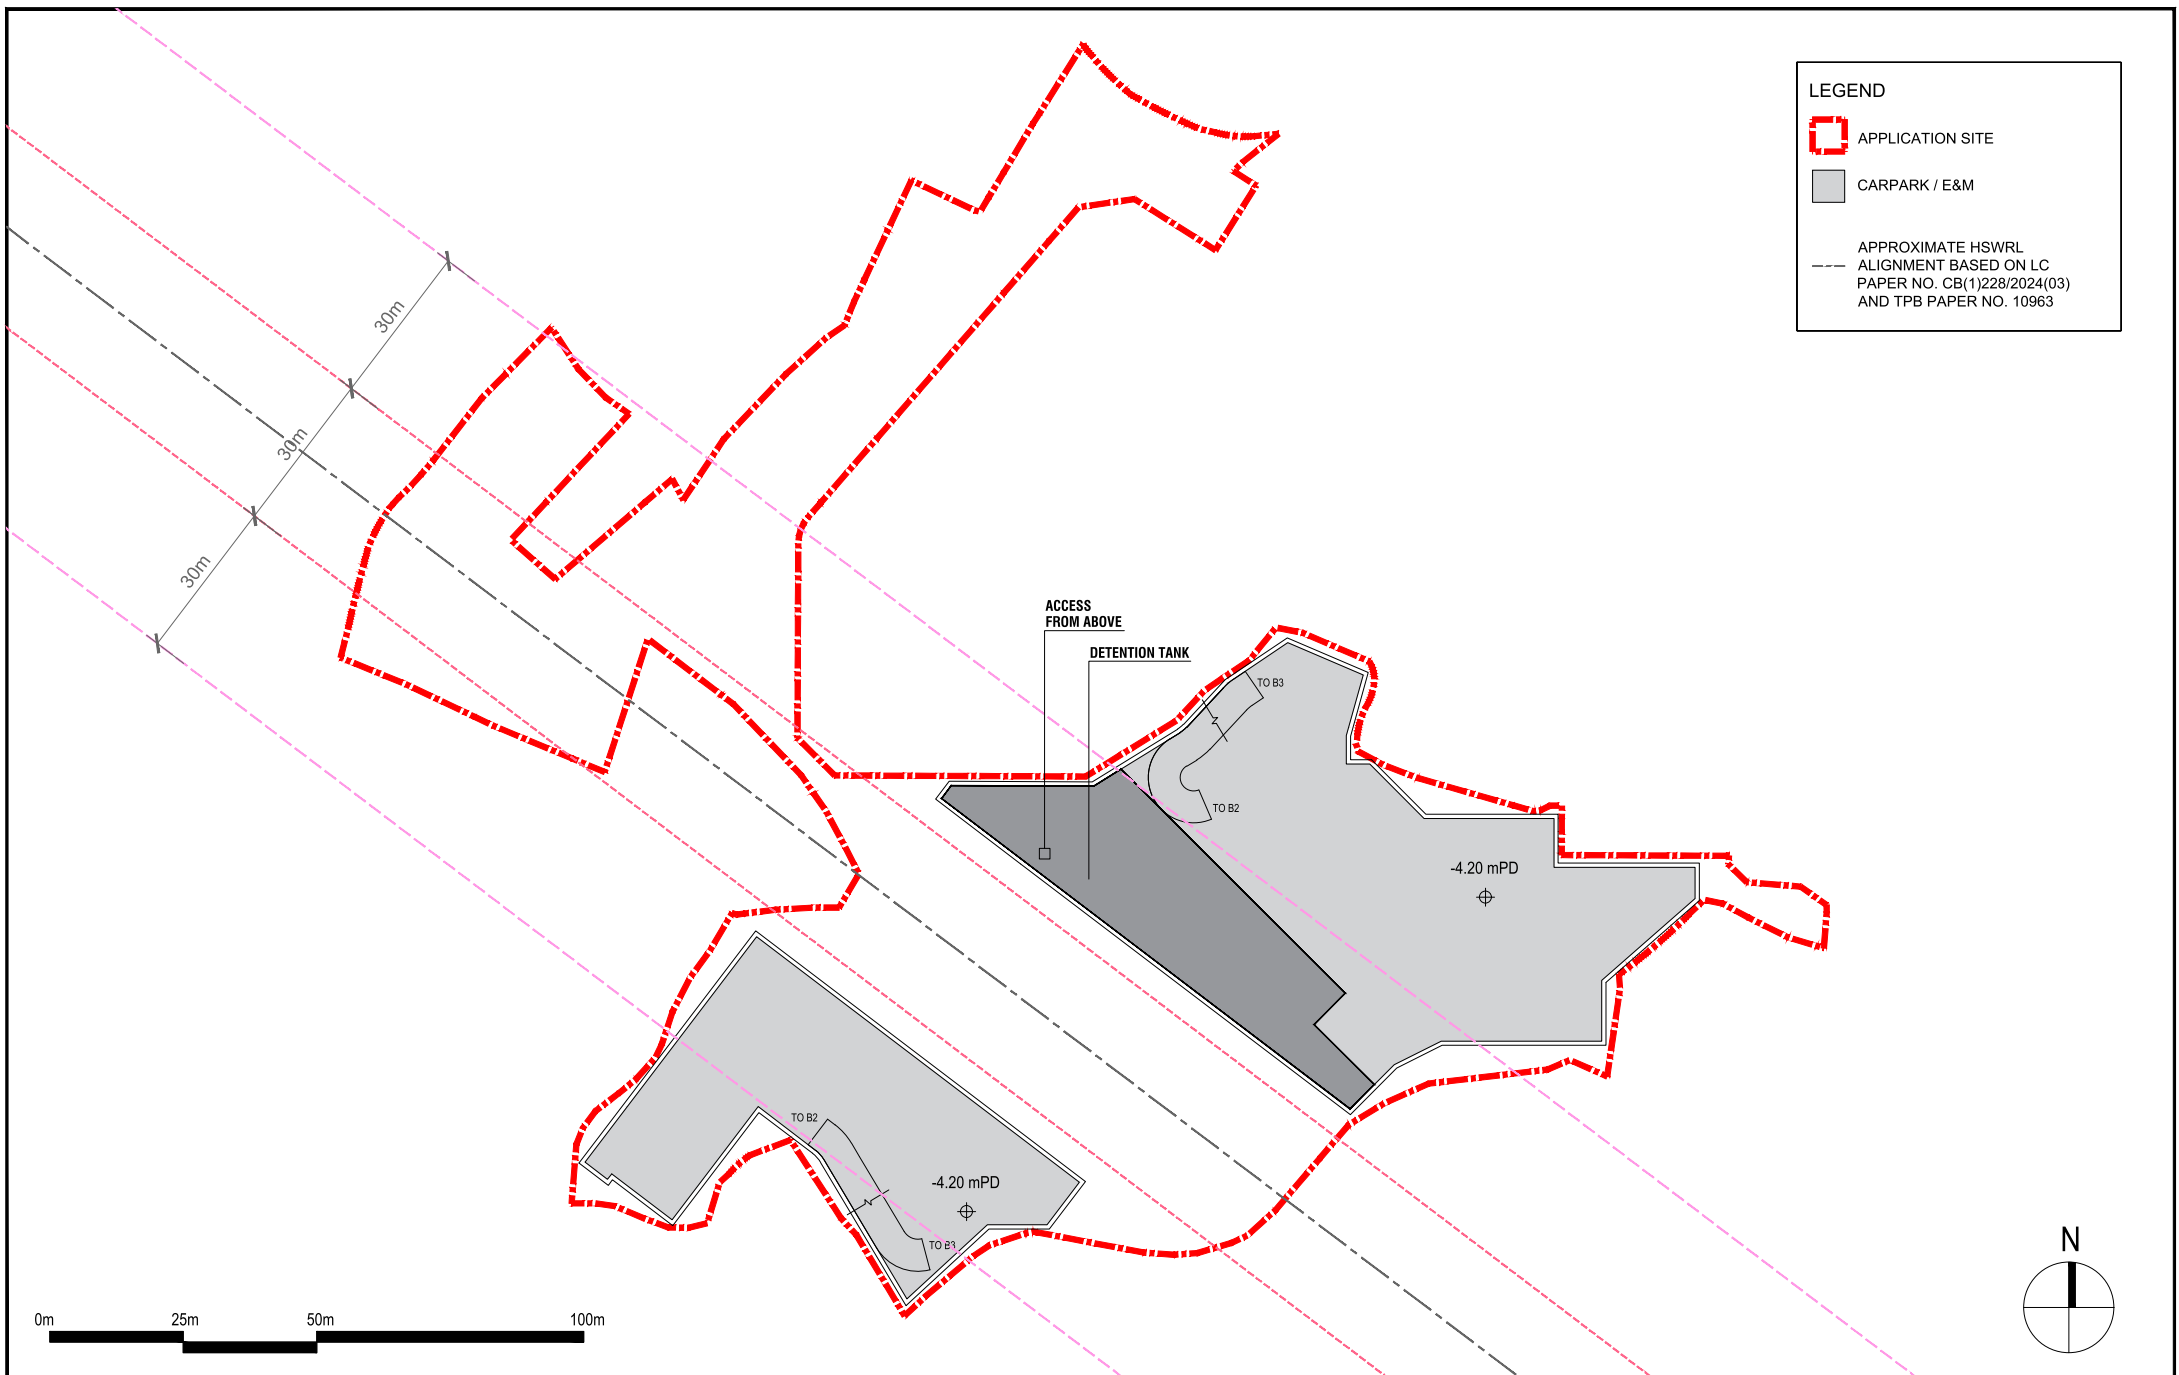 LEGEND
APPLICATION SITE
CARPARK / E&M
APPROXIMATE HSWRL
ALIGNMENT BASED ON LC
PAPER NO. CB(1)228/2024(03)
AND TPB PAPER NO. 10963
30m
30m
30m
ACCESS
FROM ABOVE
DETENTION TANK
TO B3
TO B2
-4.20 mPD
TO B2
-4.20 mPD
TO B3
N
0m
25m
50m
100m